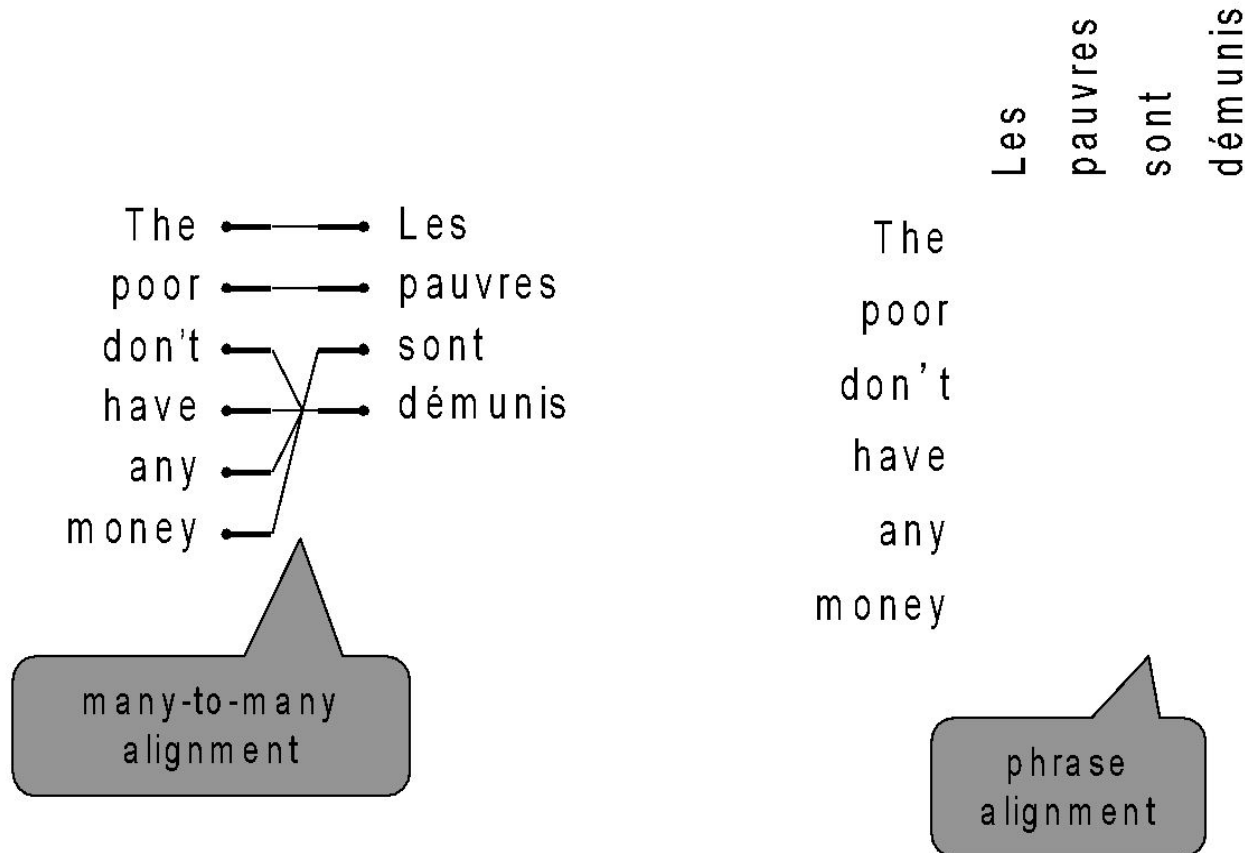 The Les
poor pauvres
don't sont
have démunis
any
money
many-to-many
alignment
Les
pauvres
sont
démunis
The
poor
don't
have
any
money
phrase
alignment